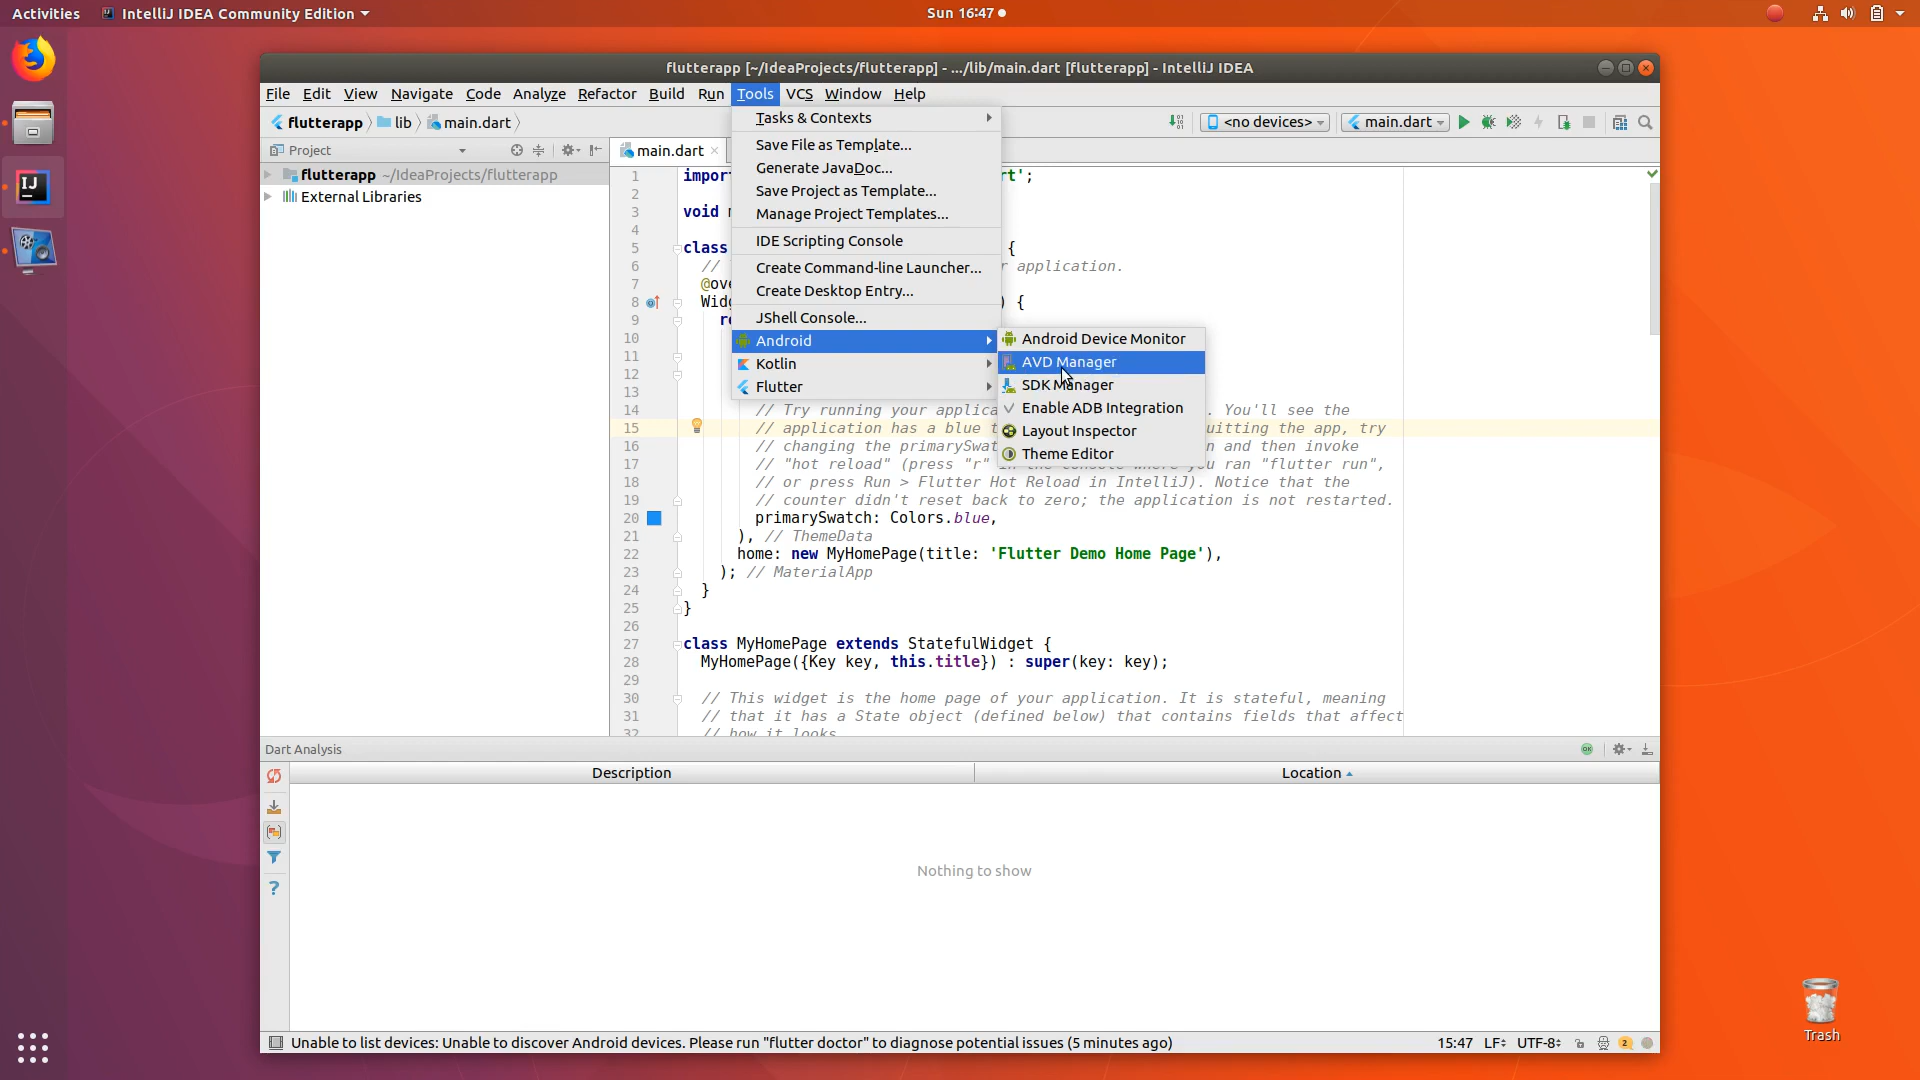 Activities
IntelliJ IDEA Community Edition
Sun 16:47
flutterapp [~/IdeaProjects/flutterapp] - .../lib/main.dart [flutterapp] - IntelliJ IDEA
File Edit View Navigate Code Analyze Refactor Build Run Tools VCS Window Help
flutterapp lib main.dart
<no devices> main.dart
Project
main.dart
flutterapp ~/IdeaProjects/flutterapp
External Libraries
Tasks & Contexts
Save File as Template...
Generate JavaDoc...
Save Project as Template...
Manage Project Templates...
IDE Scripting Console
Create Command-line Launcher...
Create Desktop Entry...
JShell Console...
Android
Kotlin
Flutter
Android Device Monitor
AVD Manager
SDK Manager
Enable ADB Integration
Layout Inspector
Theme Editor
1 impor rt';
2
3 void
4
5 class {
6 // r application.
7 @ove
8 Widg ) {
9 re
10
11
12
13
14 // Try running your applica . You'll see the
15 // application has a blue t uitting the app, try
16 // changing the primarySwat n and then invoke
17 // "hot reload" (press "r" in the console where you ran "flutter run",
18 // or press Run > Flutter Hot Reload in IntelliJ). Notice that the
19 // counter didn't reset back to zero; the application is not restarted.
20 primarySwatch: Colors.blue,
21 ), // ThemeData
22 home: new MyHomePage(title: 'Flutter Demo Home Page'),
23 ); // MaterialApp
24 }
25 }
26
27 class MyHomePage extends StatefulWidget {
28 MyHomePage({Key key, this.title}) : super(key: key);
29
30 // This widget is the home page of your application. It is stateful, meaning
31 // that it has a State object (defined below) that contains fields that affect
32 // how it looks
Dart Analysis
OK
Description Location
Nothing to show
Unable to list devices: Unable to discover Android devices. Please run "flutter doctor" to diagnose potential issues (5 minutes ago)
15:47 LF÷ UTF-8÷ 2
Trash